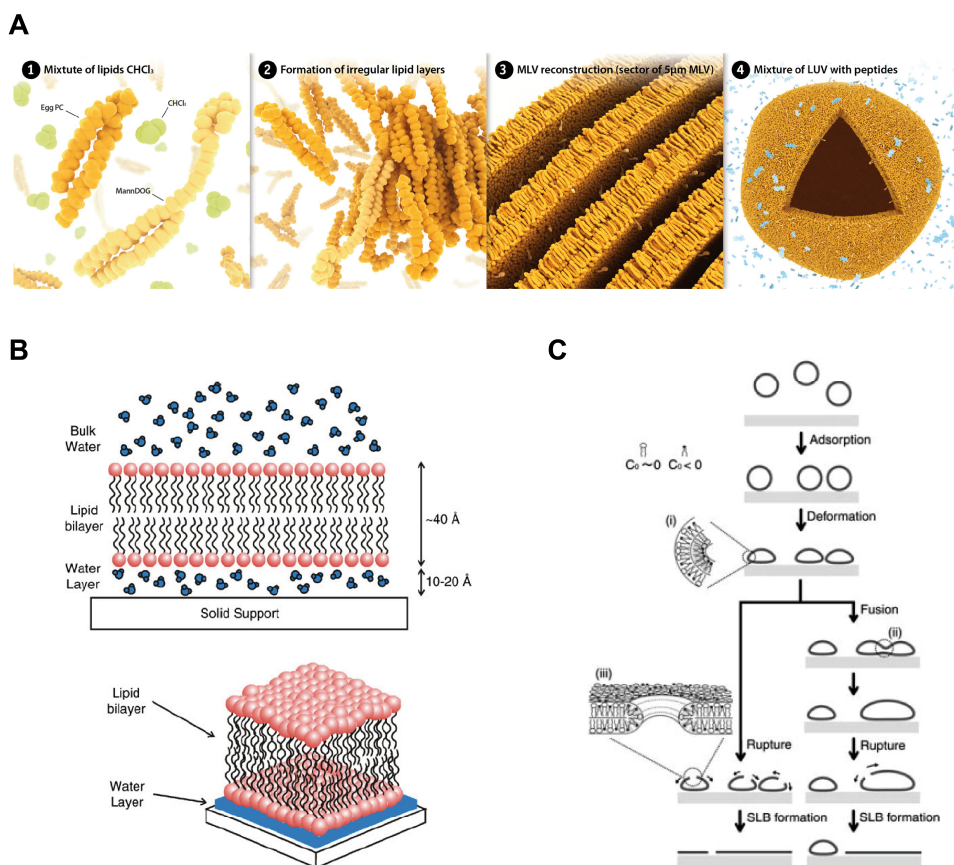 A
1 Mixtute of lipids CHCl₃
Egg PC
CHCl₃
MannDOG
2 Formation of irregular lipid layers
3 MLV reconstruction (sector of 5µm MLV)
4 Mixture of LUV with peptides
B
Bulk
Water
Lipid
bilayer
Water
Layer
~40 Å
10-20 Å
Solid Support
Lipid
bilayer
Water
Layer
C
C₀~0 C₀<0
Adsorption
Deformation
(i)
Fusion
(ii)
(iii)
Rupture
Rupture
SLB formation
SLB formation